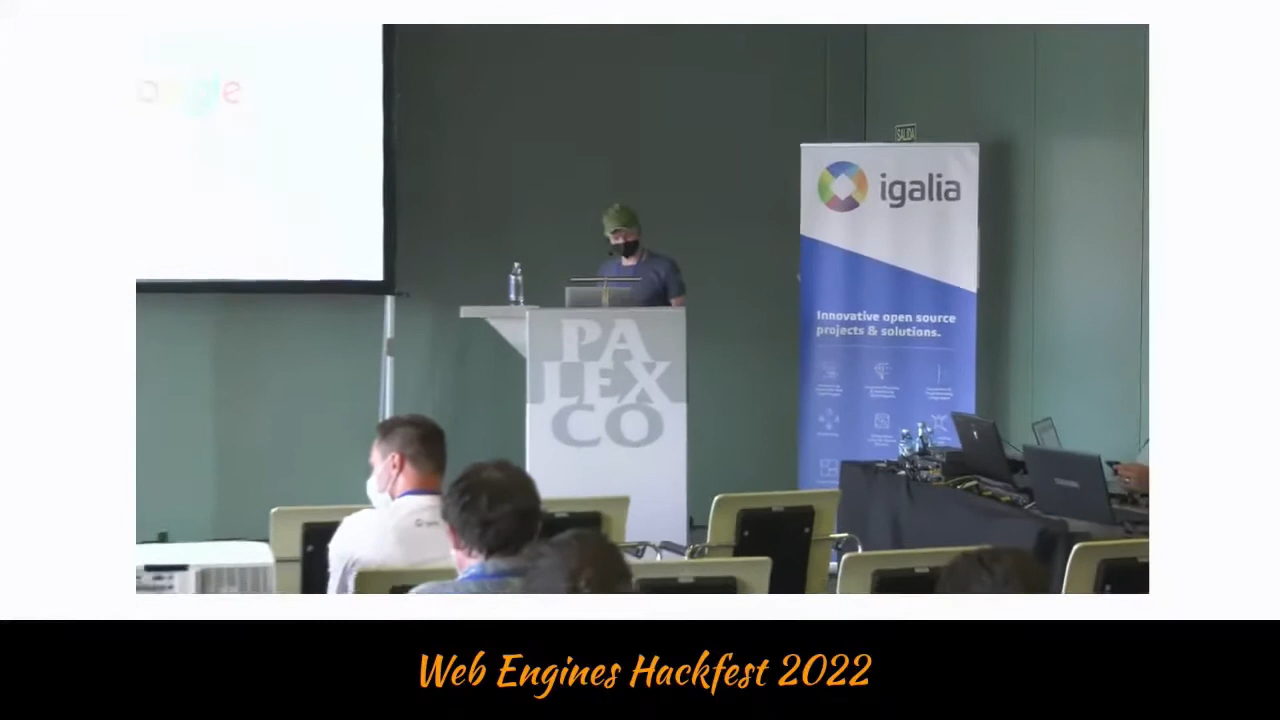 SALIDA
igalia
Innovative open source
projects & solutions.
PA
LEX
CO
Web Engines Hackfest 2022